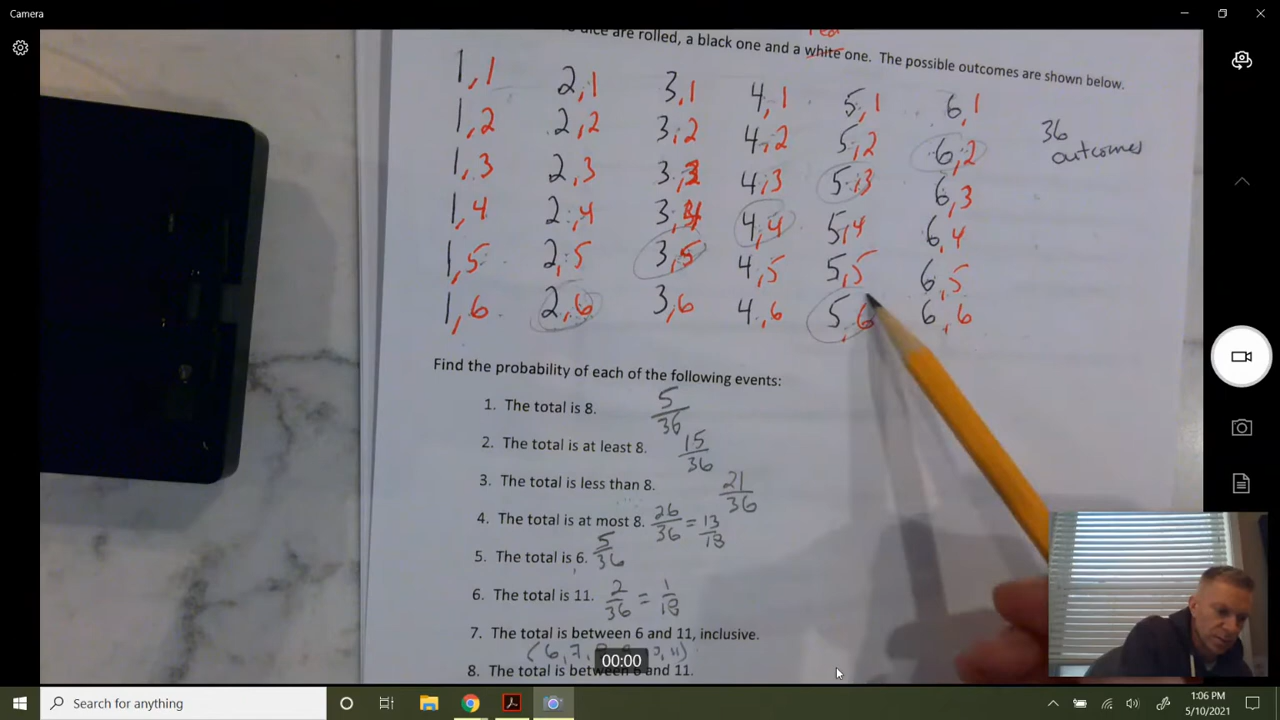 Camera
dice are rolled, a black one and a white one. The possible outcomes are shown below.
1,1 2,1 3,1 4,1 5,1 6,1
1,2 2,2 3,2 4,2 5,2 6,2
1,3 2,3 3,3 4,3 5,3 6,3
1,4 2,4 3,4 4,4 5,4 6,4
1,5 2,5 3,5 4,5 5,5 6,5
1,6 2,6 3,6 4,6 5,6 6,6
36
outcomes
Find the probability of each of the following events:
1. The total is 8. 5/36
2. The total is at least 8. 15/36
3. The total is less than 8. 21/36
4. The total is at most 8. 26/36 = 13/18
5. The total is 6. 5/36
6. The total is 11. 2/36 = 1/18
7. The total is between 6 and 11, inclusive.
(6,7, 11)
00:00
8. The total is between 6 and 11.
Search for anything
1:06 PM
5/10/2021